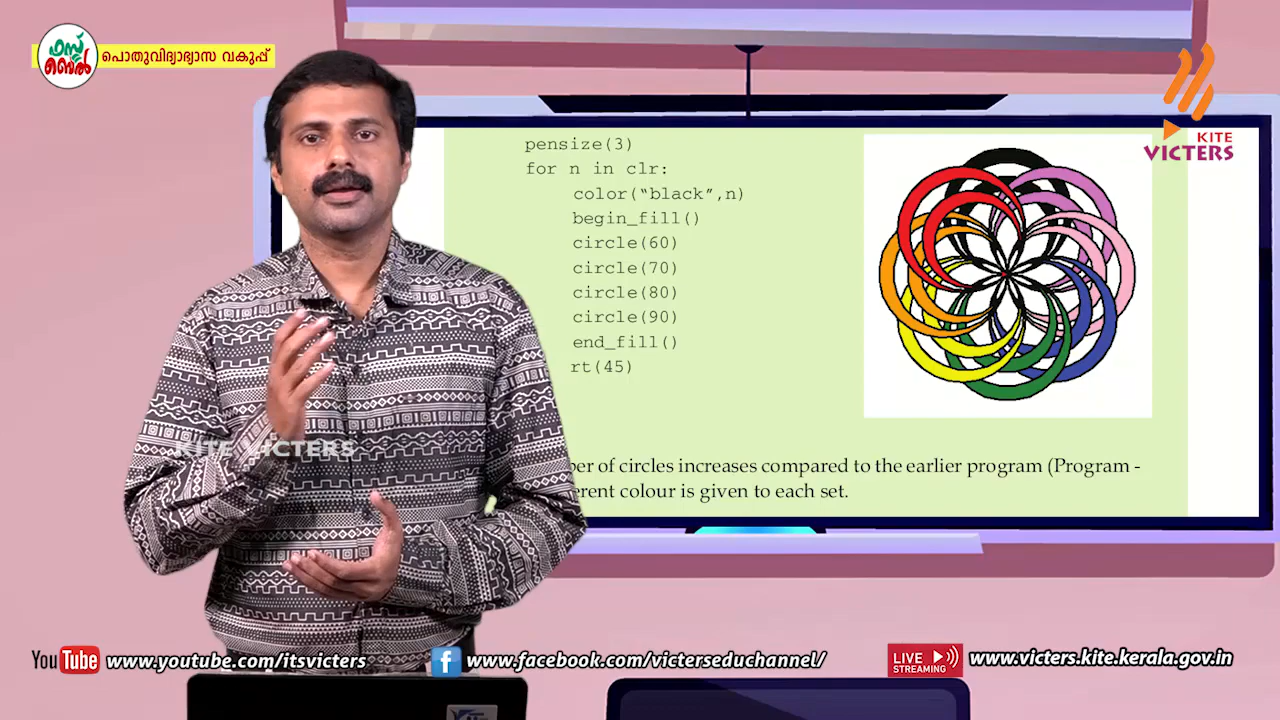 ഫസ്റ്റ്
ബെൽ
പൊതുവിദ്യാഭ്യാസ വകുപ്പ്
KITE
VICTERS
pensize(3)
for n in clr:
color(“black”,n)
begin_fill()
circle(60)
circle(70)
circle(80)
circle(90)
end_fill()
rt(45)
KITE VICTERS
of circles increases compared to the earlier program (Program -
colour is given to each set.
YouTube www.youtube.com/itsvicters
f www.facebook.com/victerseduchannel/
LIVE
STREAMING
www.victers.kite.kerala.gov.in